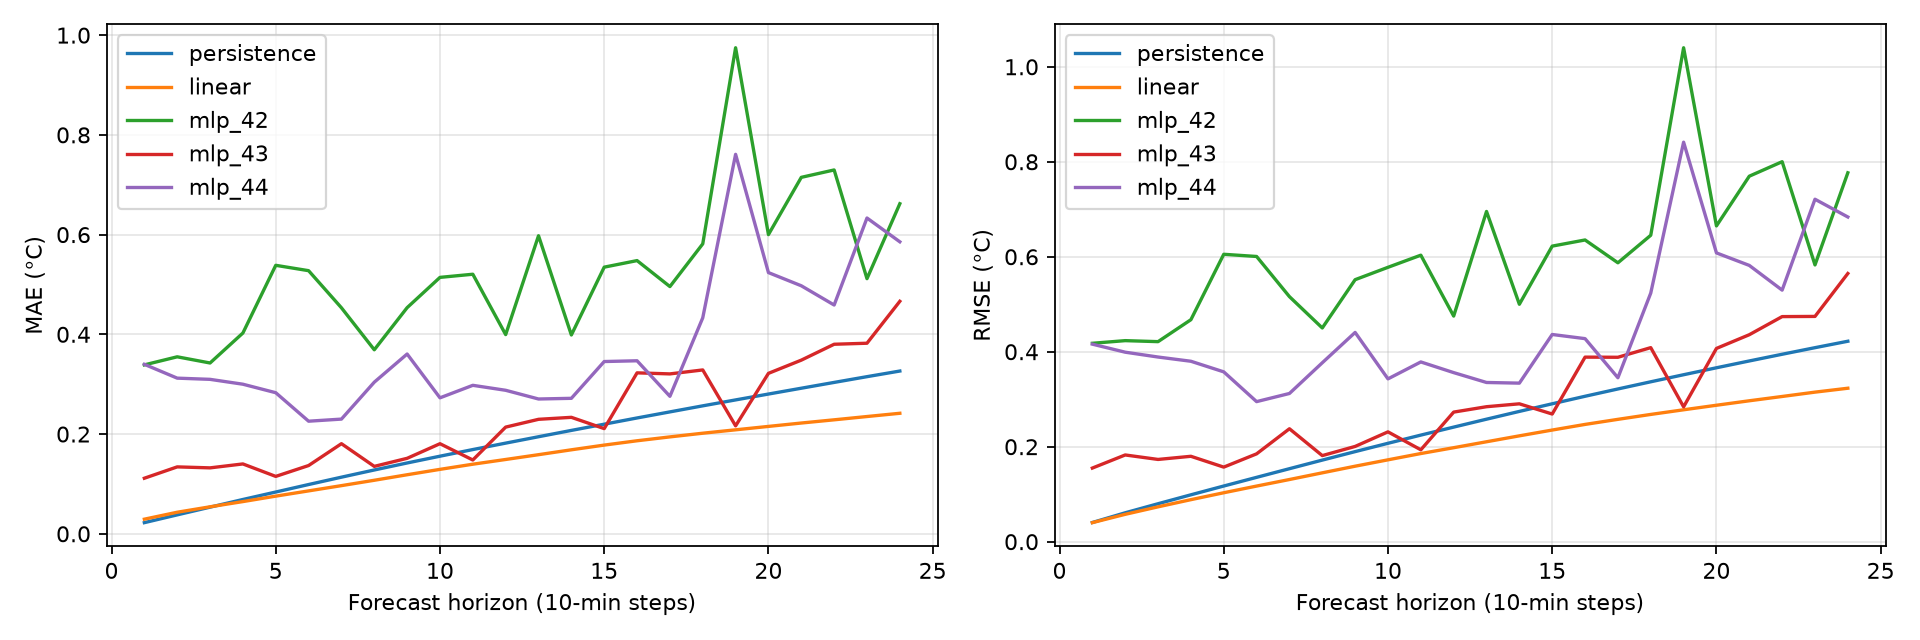 MAE (°C)
1.0
0.8
0.6
0.4
0.2
0.0
persistence
linear
mlp_42
mlp_43
mlp_44
0 5 10 15 20 25
Forecast horizon (10-min steps)
RMSE (°C)
1.0
0.8
0.6
0.4
0.2
0.0
persistence
linear
mlp_42
mlp_43
mlp_44
0 5 10 15 20 25
Forecast horizon (10-min steps)